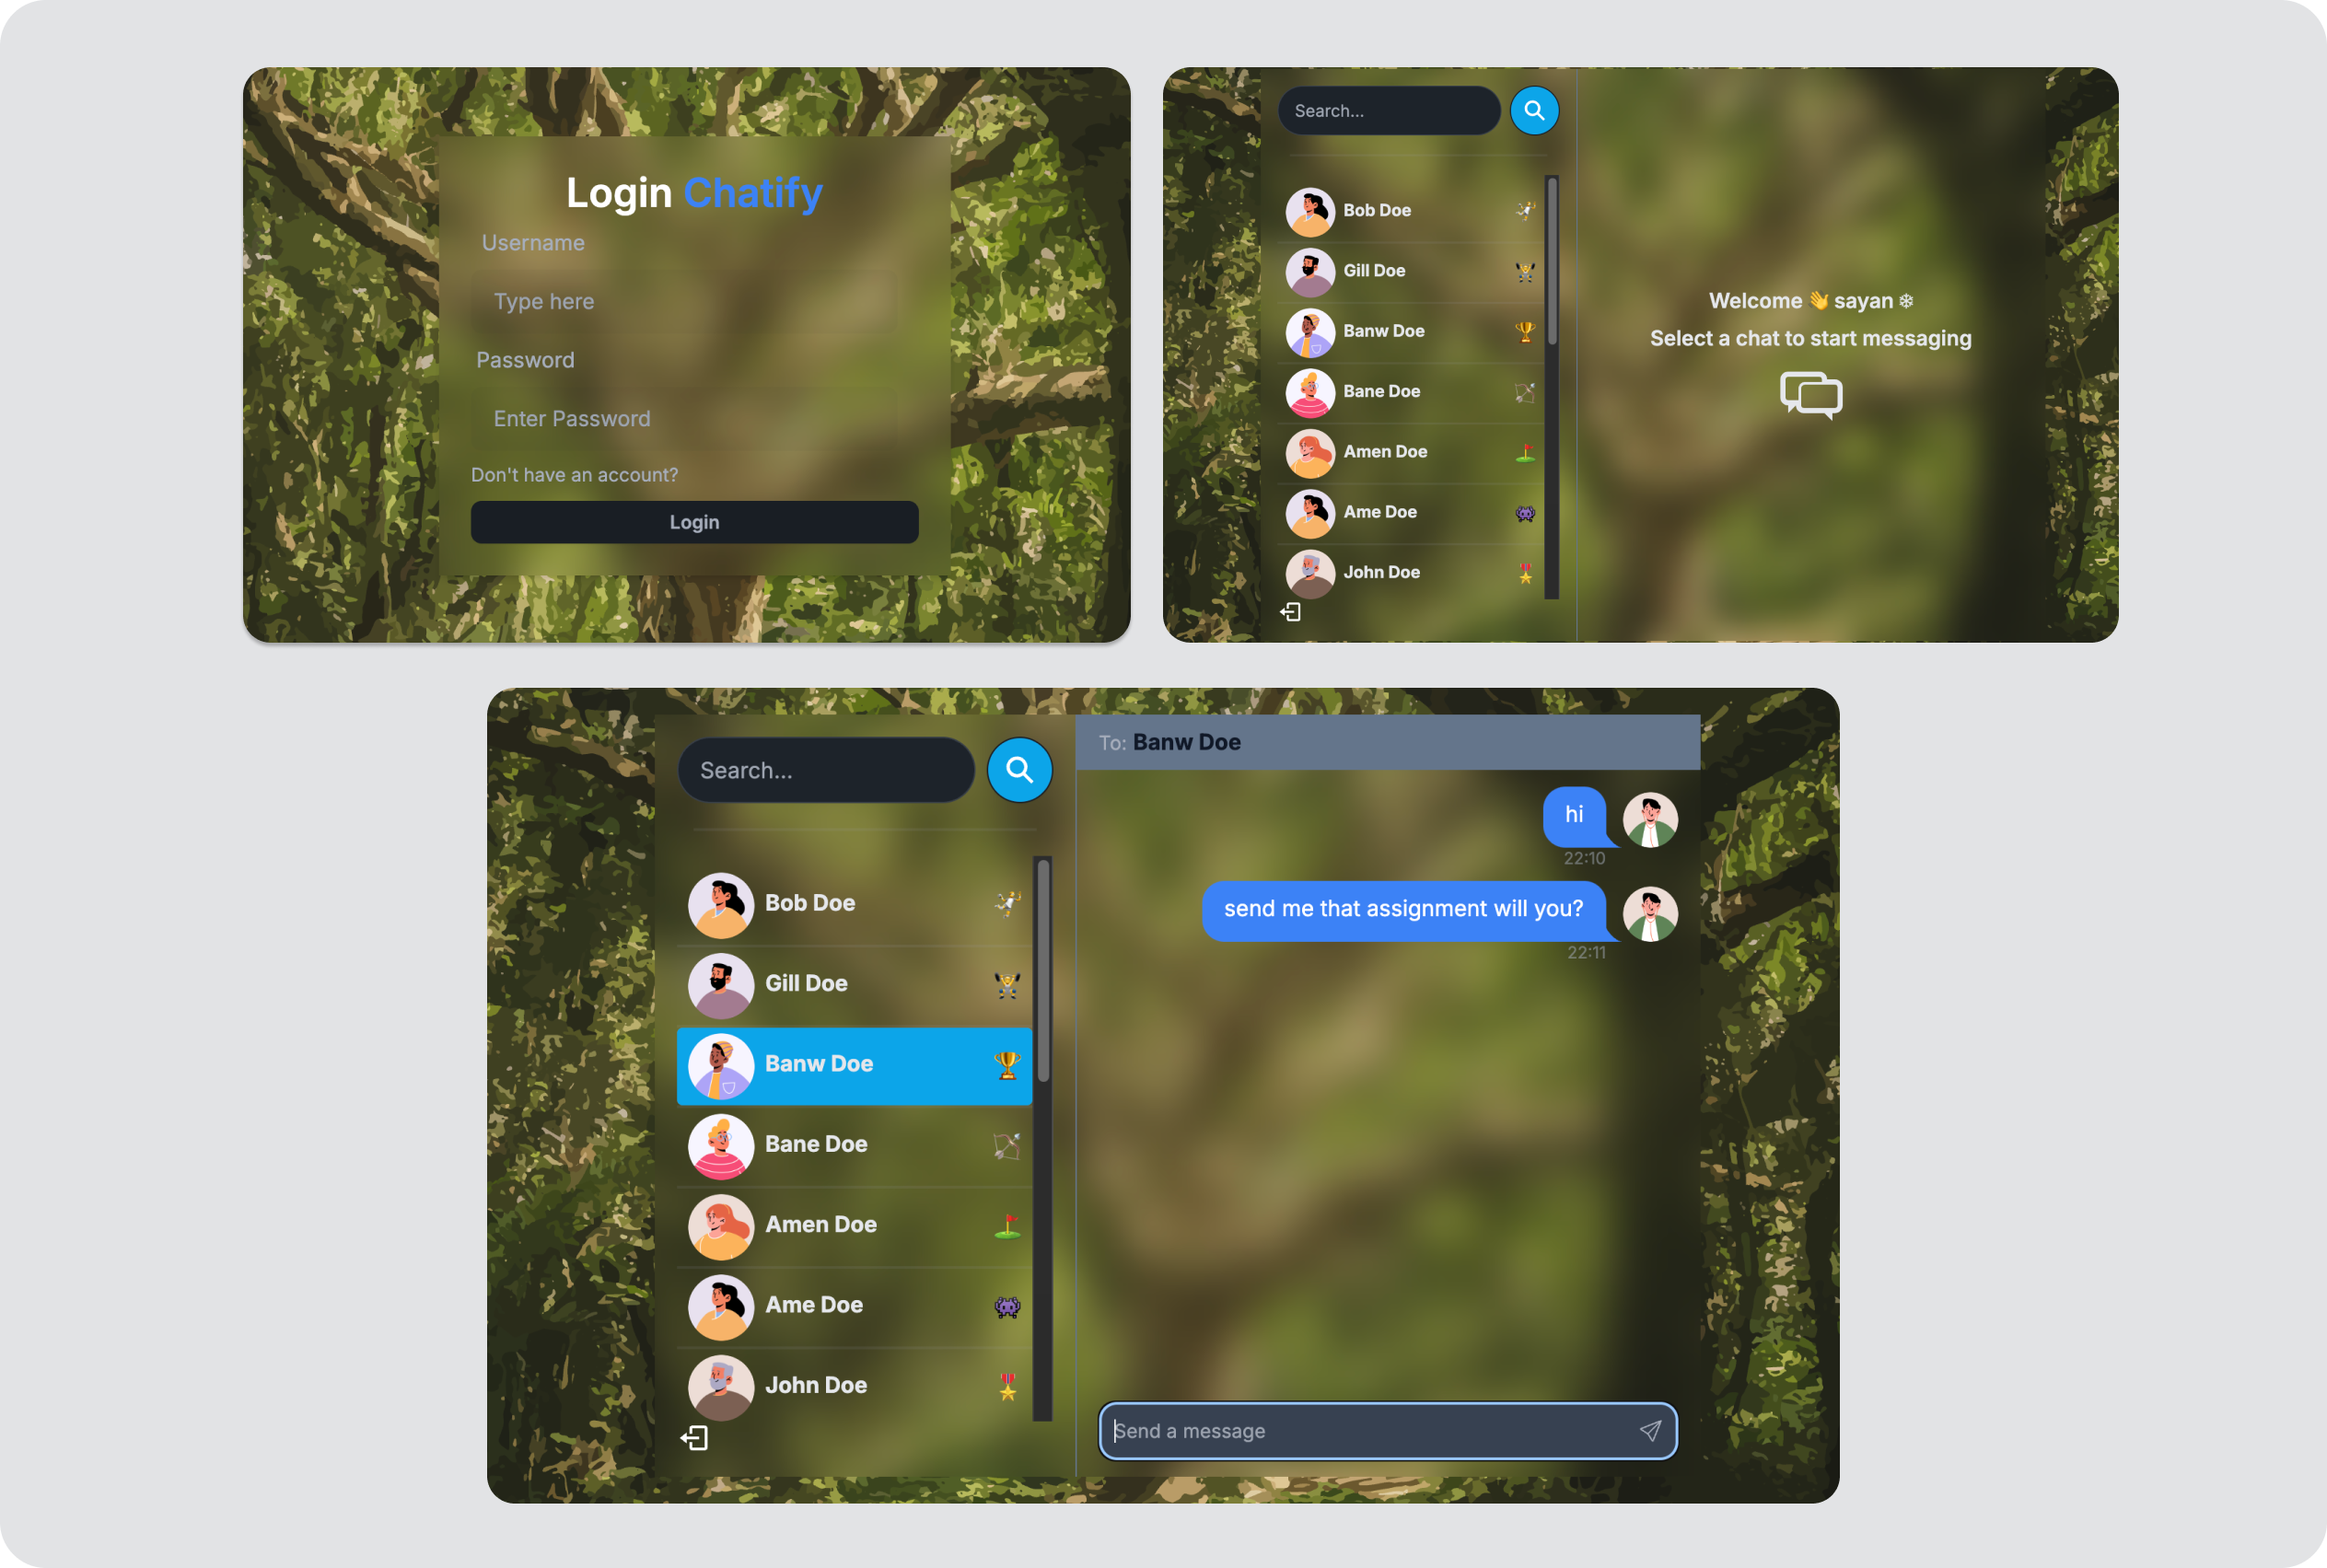 Login Chatify
Username
Type here
Password
Enter Password
Don't have an account?
Login
Search...
Bob Doe
Gill Doe
Banw Doe
Bane Doe
Amen Doe
Ame Doe
John Doe
Welcome 👋 sayan ❄
Select a chat to start messaging
Search...
Bob Doe
Gill Doe
Banw Doe
Bane Doe
Amen Doe
Ame Doe
John Doe
To: Banw Doe
hi
22:10
send me that assignment will you?
22:11
Send a message